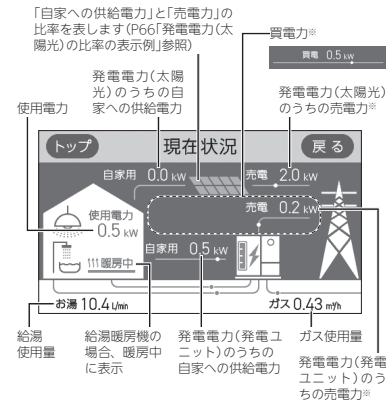 「自家への供給電力」と「売電力」の
比率を表します(P66「発電電力(太
陽光)の比率の表示例」参照)
買電力※
買電 0.5 kw
発電電力(太陽
光)のうちの自
家への供給電力
使用電力
発電電力(太陽光)
のうちの売電力※
トップ
現在状況
戻る
自家用 0.0 kw
売電 2.0 kw
使用電力
0.5 kw
売電 0.2 kw
自家用 0.5 kw
暖房中
お湯 10.4 L/min
ガス 0.43 m³/h
給湯
使用量
給湯暖房機の
場合、暖房中
に表示
発電電力(発電ユ
ニット)のうちの
自家への供給電力
ガス使用量
発電電力(発電
ユニット)のう
ちの売電力※